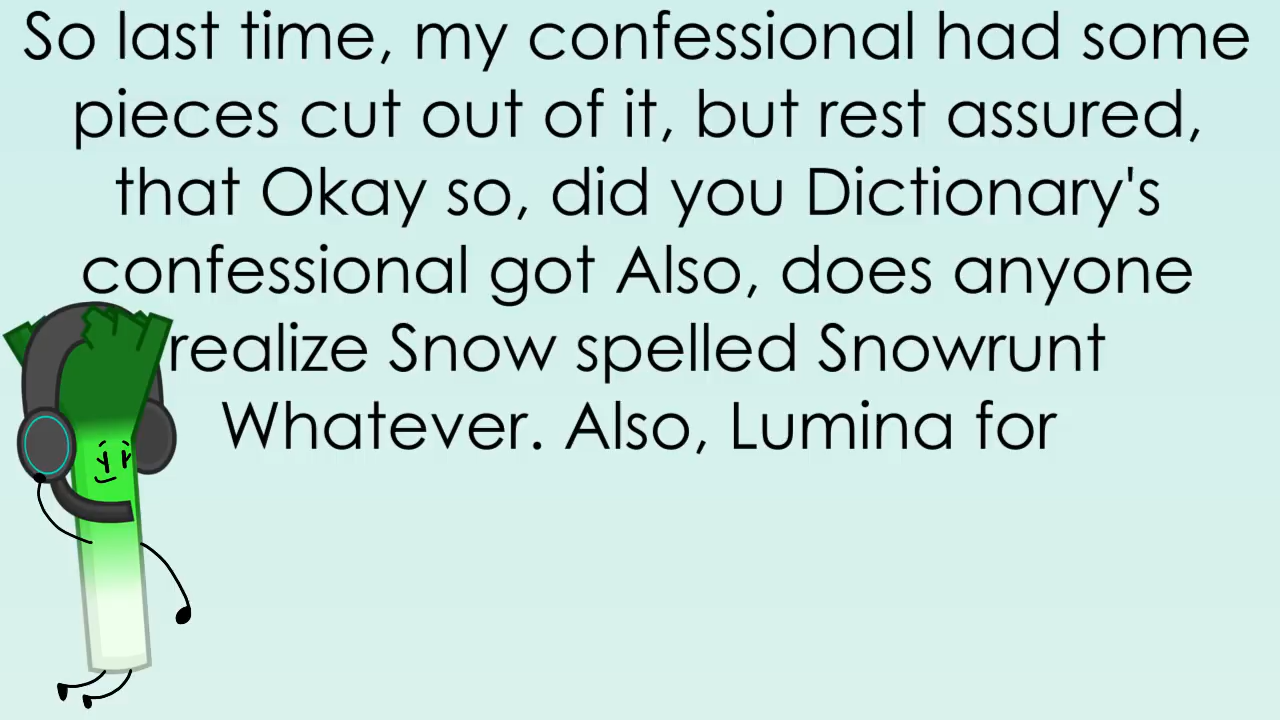 So last time, my confessional had some
pieces cut out of it, but rest assured,
that Okay so, did you Dictionary's
confessional got Also, does anyone
realize Snow spelled Snowrunt
Whatever. Also, Lumina for